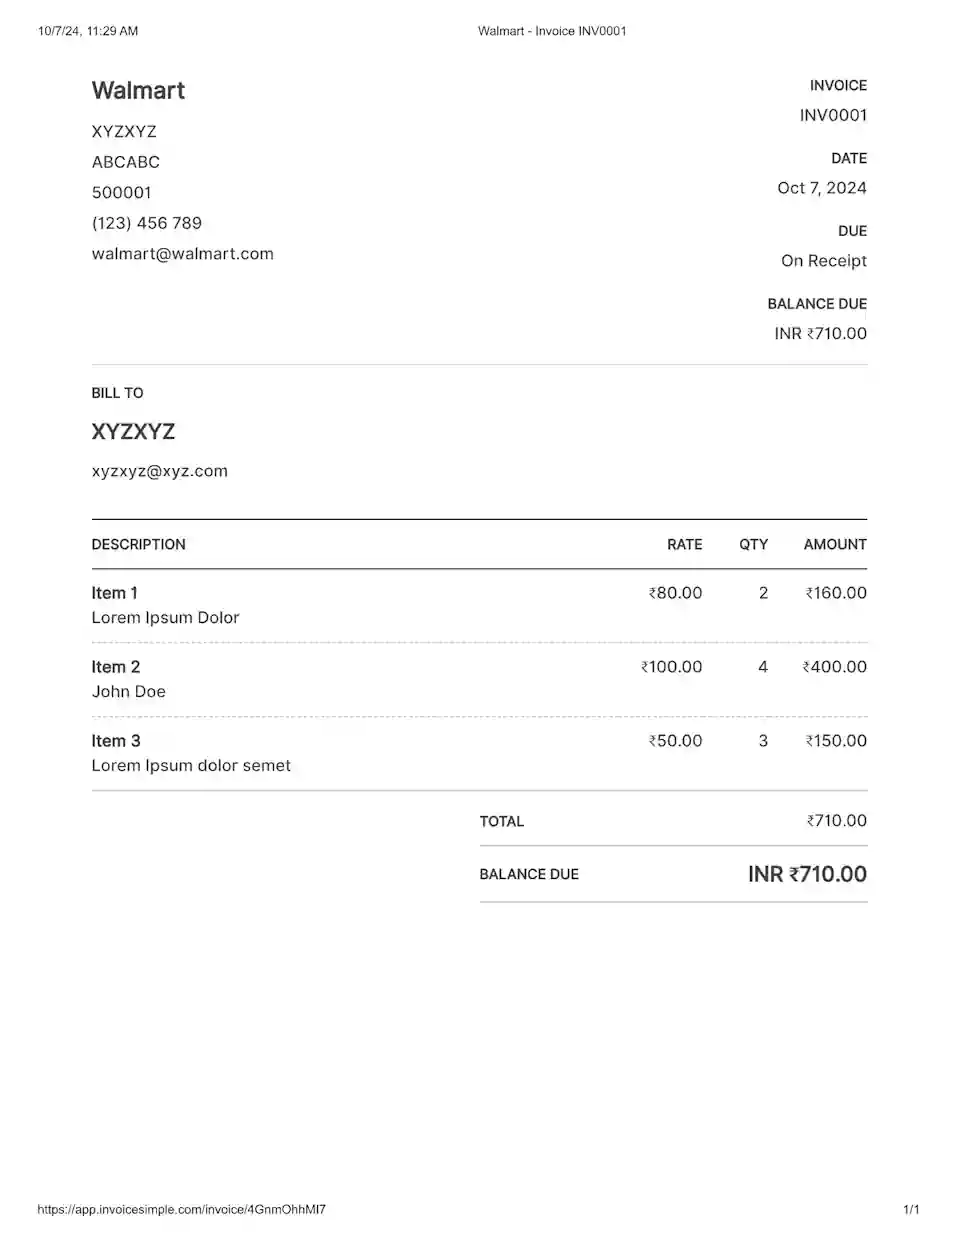 10/7/24, 11:29 AM Walmart - Invoice INV0001
Walmart
XYZXYZ
ABCABC
500001
(123) 456 789
walmart@walmart.com
INVOICE
INV0001
DATE
Oct 7, 2024
DUE
On Receipt
BALANCE DUE
INR ₹710.00
BILL TO
XYZXYZ
xyzxyz@xyz.com
DESCRIPTION RATE QTY AMOUNT
Item 1 ₹80.00 2 ₹160.00
Lorem Ipsum Dolor
Item 2 ₹100.00 4 ₹400.00
John Doe
Item 3 ₹50.00 3 ₹150.00
Lorem Ipsum dolor semet
TOTAL ₹710.00
BALANCE DUE INR ₹710.00
https://app.invoicesimple.com/invoice/4GnmOhhMI7 1/1